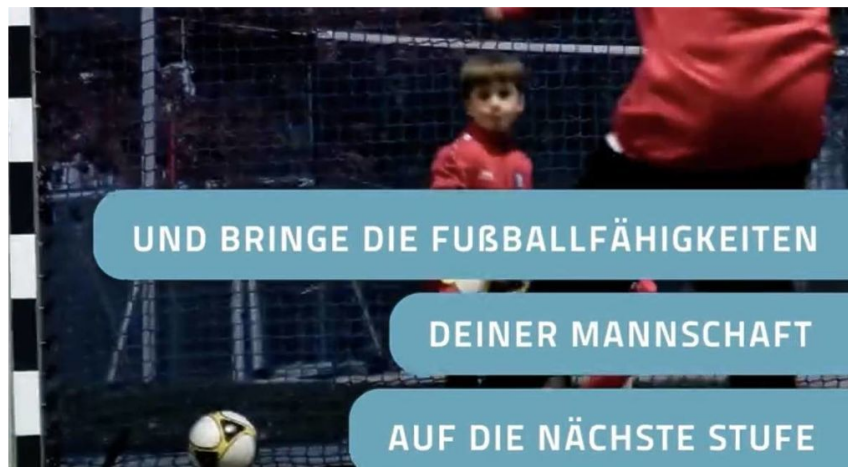 UND BRINGE DIE FUßBALLFÄHIGKEITEN
DEINER MANNSCHAFT
AUF DIE NÄCHSTE STUFE